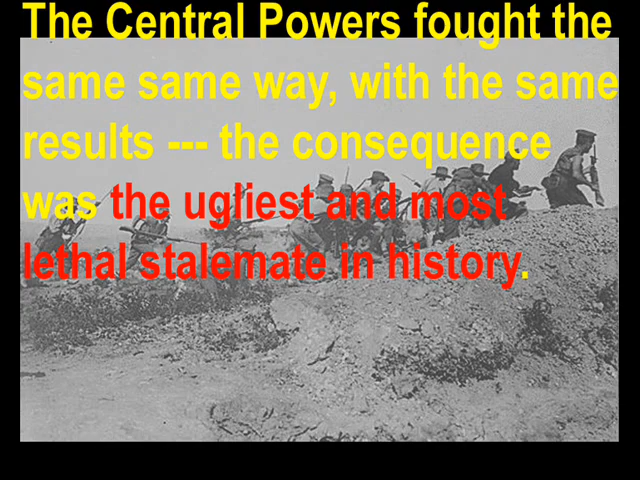 The Central Powers fought the
same same way, with the same
results --- the consequence
was the ugliest and most
lethal stalemate in history.